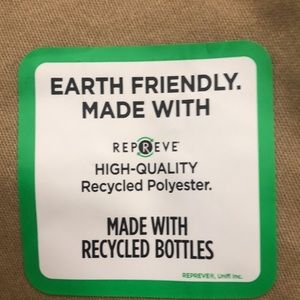 EARTH FRIENDLY.
MADE WITH
REPREVE
HIGH-QUALITY
Recycled Polyester.
MADE WITH
RECYCLED BOTTLES
REPREVE®, Unifi Inc.